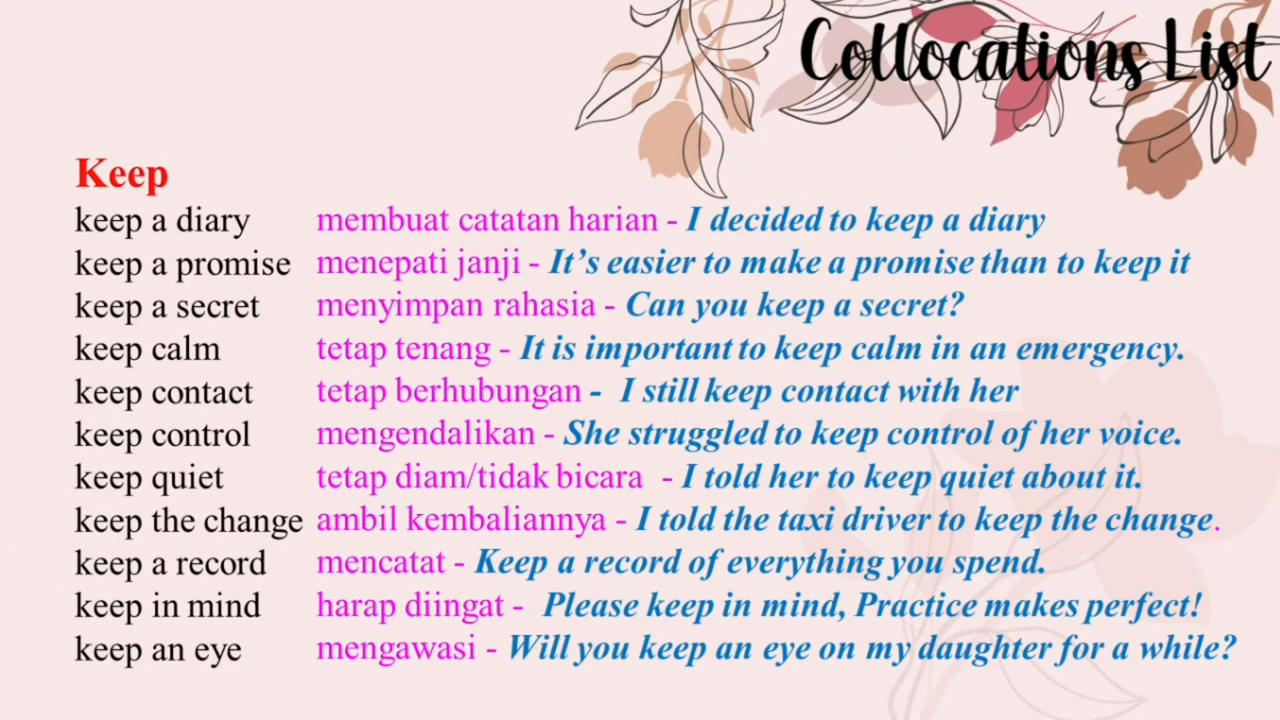 Collocations List
Keep
keep a diary membuat catatan harian - I decided to keep a diary
keep a promise menepati janji - It’s easier to make a promise than to keep it
keep a secret menyimpan rahasia - Can you keep a secret?
keep calm tetap tenang - It is important to keep calm in an emergency.
keep contact tetap berhubungan - I still keep contact with her
keep control mengendalikan - She struggled to keep control of her voice.
keep quiet tetap diam/tidak bicara - I told her to keep quiet about it.
keep the change ambil kembaliannya - I told the taxi driver to keep the change.
keep a record mencatat - Keep a record of everything you spend.
keep in mind harap diingat - Please keep in mind, Practice makes perfect!
keep an eye mengawasi - Will you keep an eye on my daughter for a while?